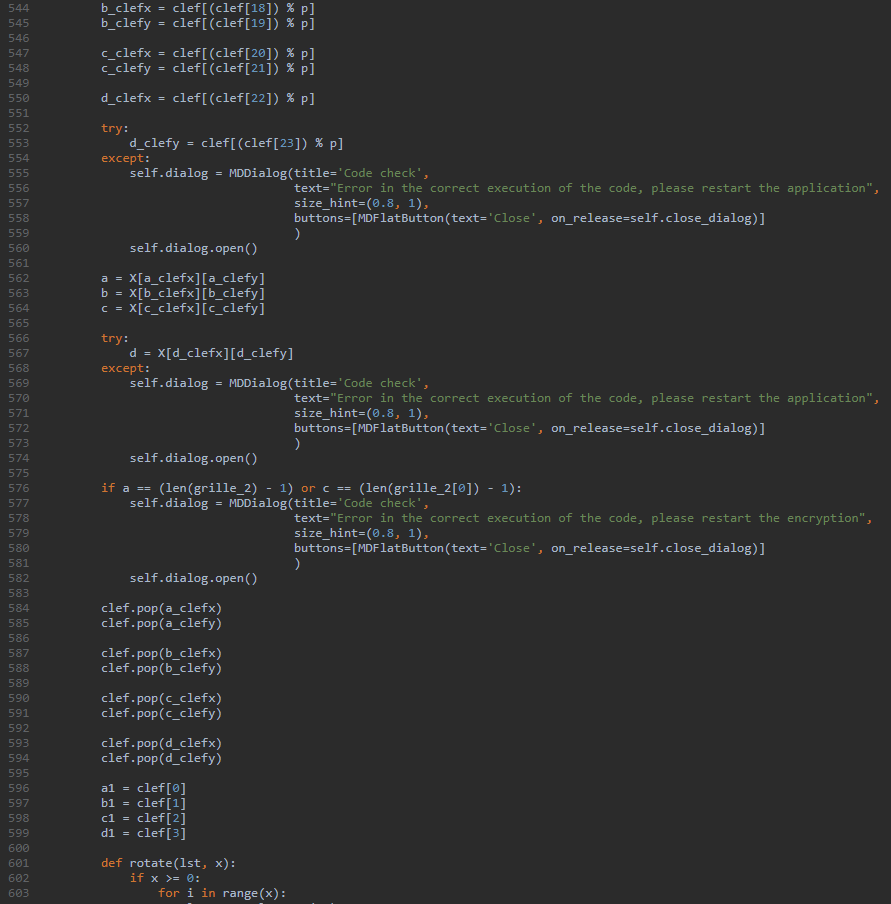 544 b_clefx = clef[(clef[18]) % p]
545 b_clefy = clef[(clef[19]) % p]
546
547 c_clefx = clef[(clef[20]) % p]
548 c_clefy = clef[(clef[21]) % p]
549
550 d_clefx = clef[(clef[22]) % p]
551
552 try:
553 d_clefy = clef[(clef[23]) % p]
554 except:
555 self.dialog = MDDialog(title='Code check',
556 text="Error in the correct execution of the code, please restart the application",
557 size_hint=(0.8, 1),
558 buttons=[MDFlatButton(text='Close', on_release=self.close_dialog)]
559 )
560 self.dialog.open()
561
562 a = X[a_clefx][a_clefy]
563 b = X[b_clefx][b_clefy]
564 c = X[c_clefx][c_clefy]
565
566 try:
567 d = X[d_clefx][d_clefy]
568 except:
569 self.dialog = MDDialog(title='Code check',
570 text="Error in the correct execution of the code, please restart the application",
571 size_hint=(0.8, 1),
572 buttons=[MDFlatButton(text='Close', on_release=self.close_dialog)]
573 )
574 self.dialog.open()
575
576 if a == (len(grille_2) - 1) or c == (len(grille_2[0]) - 1):
577 self.dialog = MDDialog(title='Code check',
578 text="Error in the correct execution of the code, please restart the encryption",
579 size_hint=(0.8, 1),
580 buttons=[MDFlatButton(text='Close', on_release=self.close_dialog)]
581 )
582 self.dialog.open()
583
584 clef.pop(a_clefx)
585 clef.pop(a_clefy)
586
587 clef.pop(b_clefx)
588 clef.pop(b_clefy)
589
590 clef.pop(c_clefx)
591 clef.pop(c_clefy)
592
593 clef.pop(d_clefx)
594 clef.pop(d_clefy)
595
596 a1 = clef[0]
597 b1 = clef[1]
598 c1 = clef[2]
599 d1 = clef[3]
600
601 def rotate(lst, x):
602 if x >= 0:
603 for i in range(x):